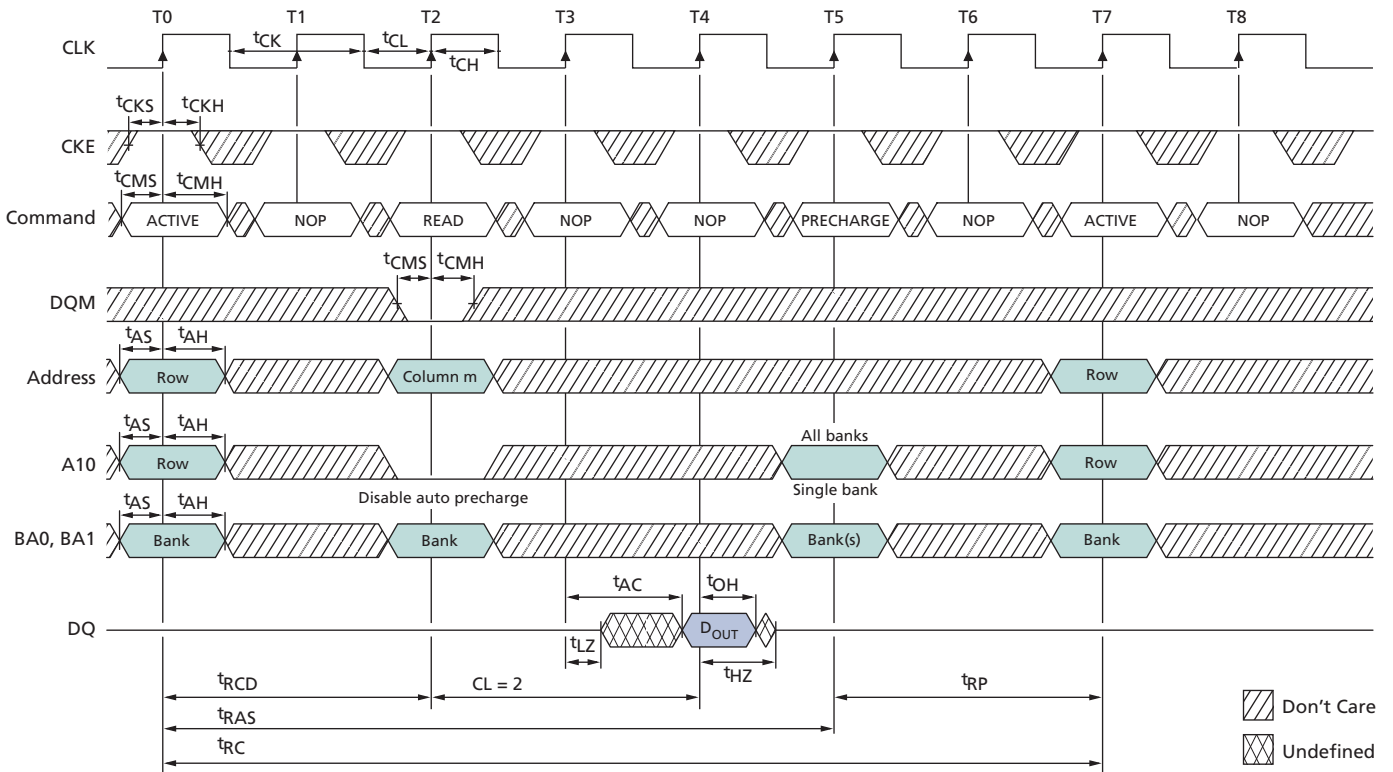 T0 T1 T2 T3 T4 T5 T6 T7 T8
CLK
tCK tCL tCH
tCKS tCKH
CKE
tCMS tCMH
Command ACTIVE NOP READ NOP NOP PRECHARGE NOP ACTIVE NOP
tCMS tCMH
DQM
tAS tAH
Address Row Column m Row
tAS tAH
All banks
A10 Row Row
Disable auto precharge Single bank
tAS tAH
BA0, BA1 Bank Bank Bank(s) Bank
tAC tOH
DQ DOUT
tLZ tHZ
tRCD CL = 2 tRP
tRAS
tRC
Don't Care
Undefined